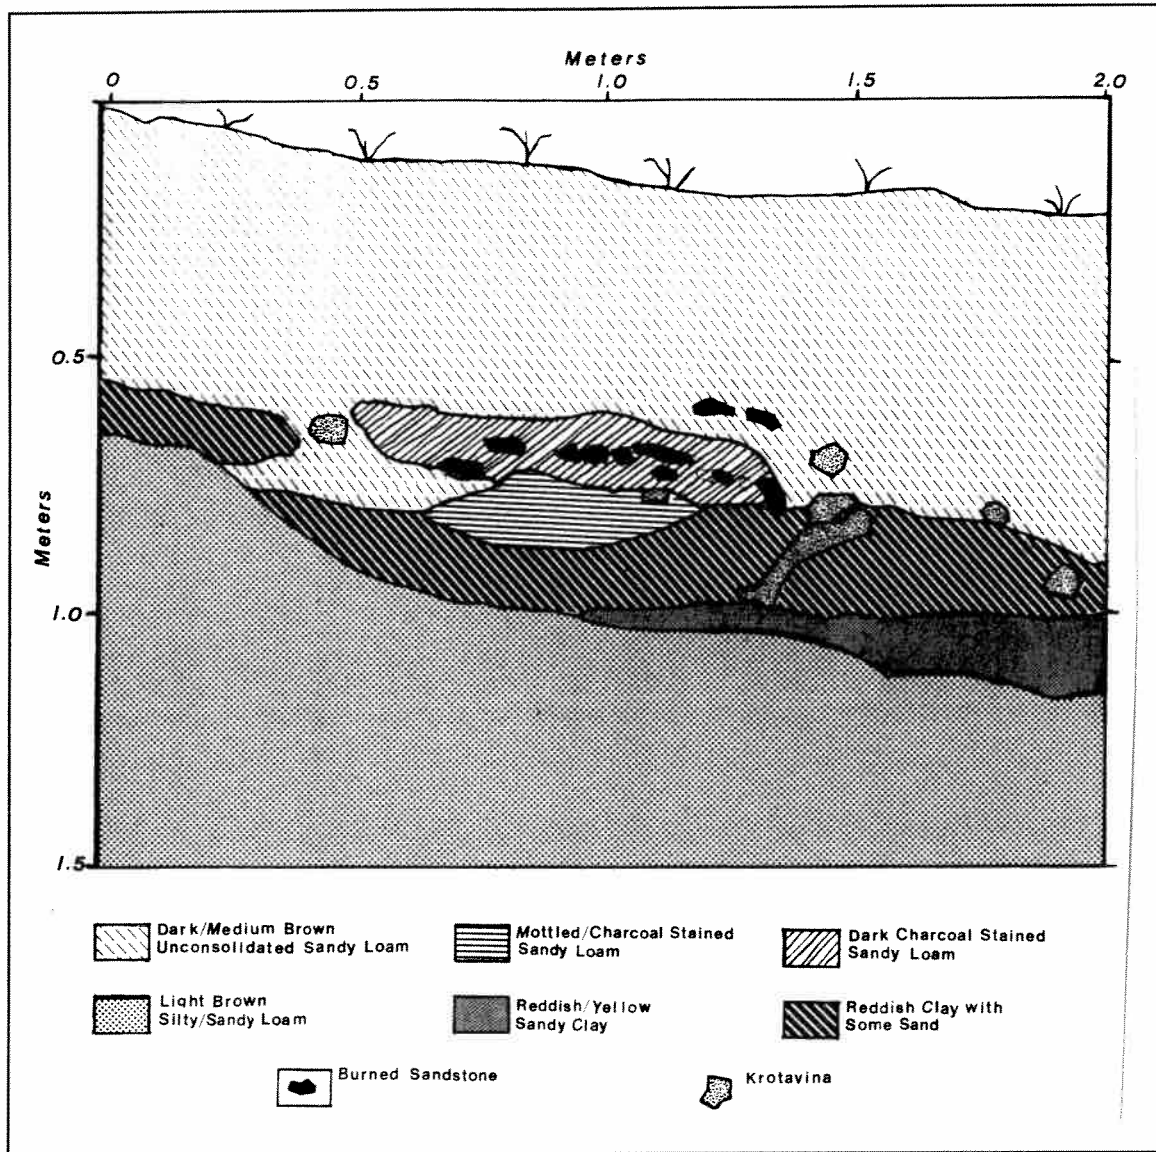 Meters
0 0.5 1.0 1.5 2.0
0.5
Meters
1.0
1.5
Dark/Medium Brown
Unconsolidated Sandy Loam
Mottled/Charcoal Stained
Sandy Loam
Dark Charcoal Stained
Sandy Loam
Light Brown
Silty/Sandy Loam
Reddish/Yellow
Sandy Clay
Reddish Clay with
Some Sand
Burned Sandstone
Krotavina